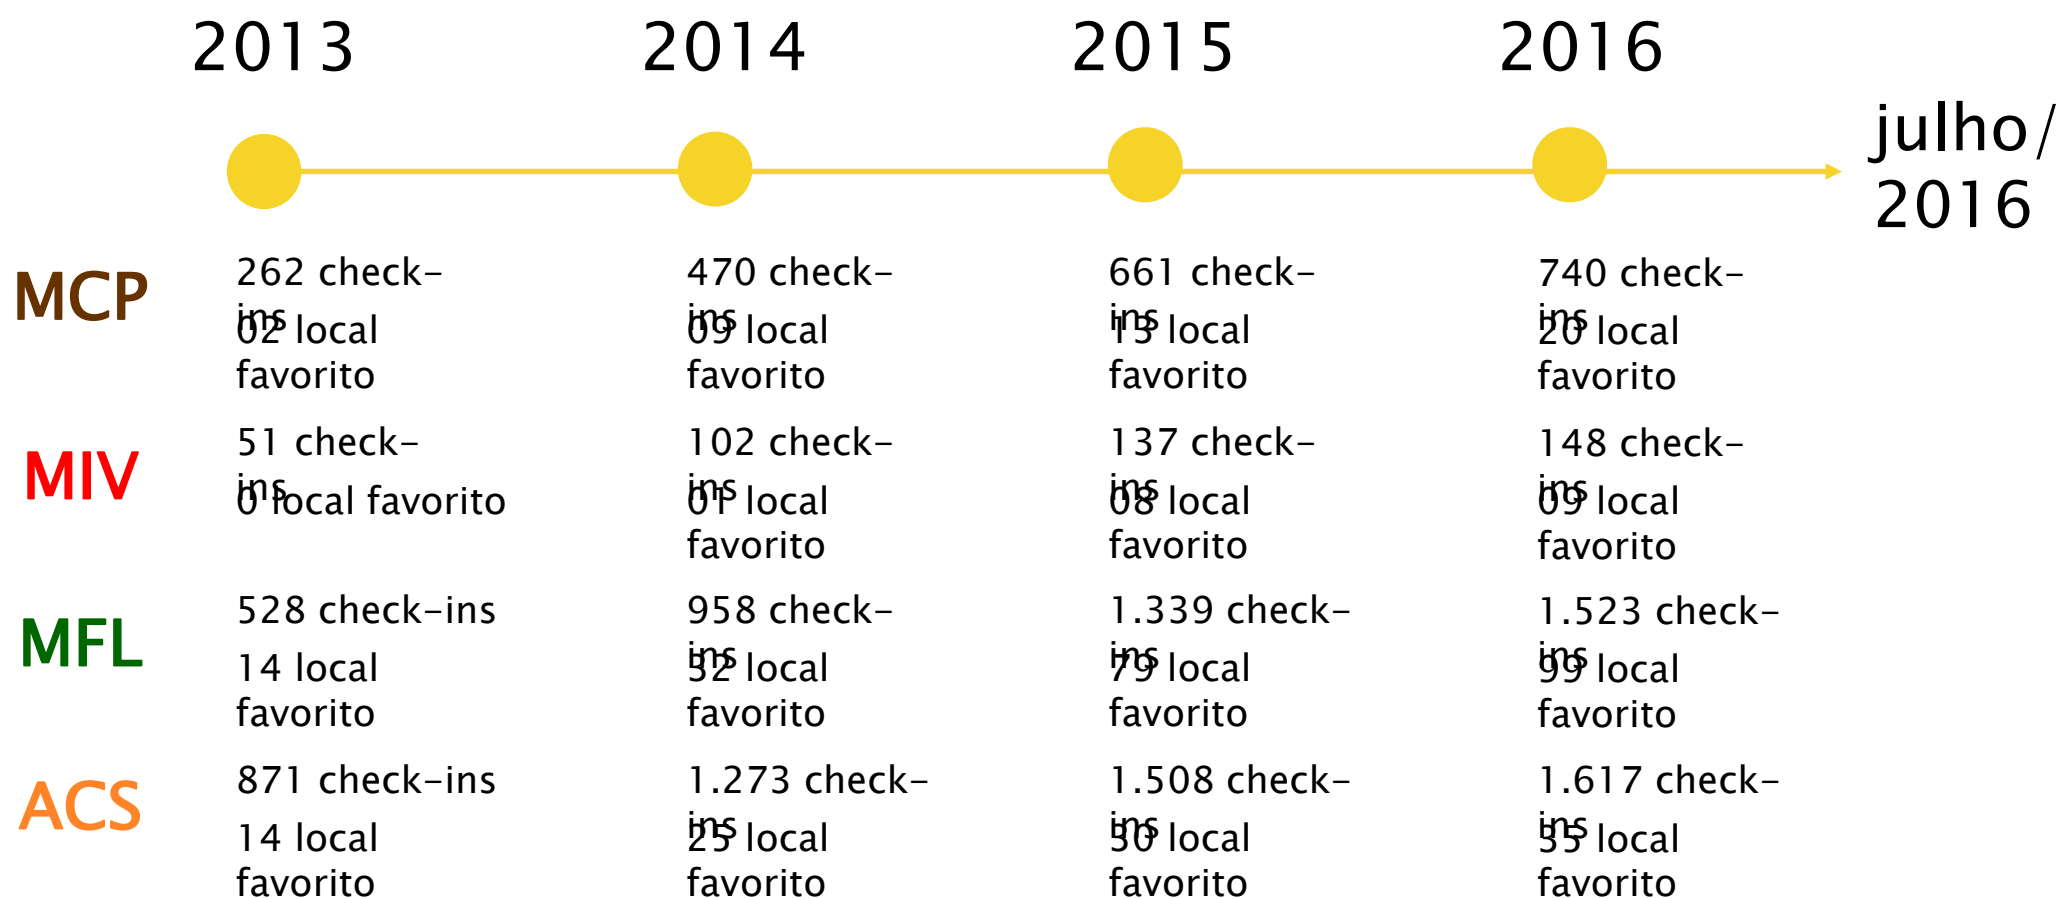 2013
2014
2015
2016
julho/
2016
MCP
262 check-
ins
02 local
favorito
470 check-
ins
09 local
favorito
661 check-
ins
13 local
favorito
740 check-
ins
20 local
favorito
MIV
51 check-
ins
0 local favorito
102 check-
ins
01 local
favorito
137 check-
ins
08 local
favorito
148 check-
ins
09 local
favorito
MFL
528 check-ins
14 local
favorito
958 check-
ins
32 local
favorito
1.339 check-
ins
79 local
favorito
1.523 check-
ins
99 local
favorito
ACS
871 check-ins
14 local
favorito
1.273 check-
ins
25 local
favorito
1.508 check-
ins
30 local
favorito
1.617 check-
ins
35 local
favorito